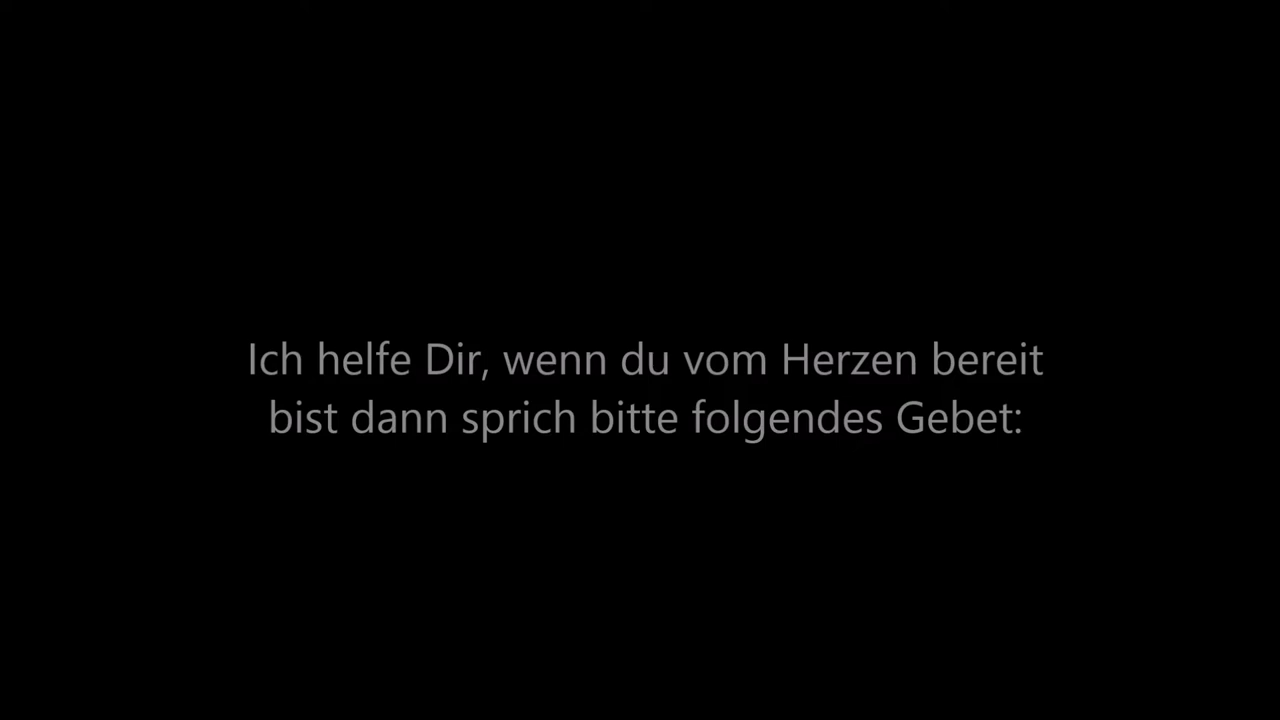 Ich helfe Dir, wenn du vom Herzen bereit
bist dann sprich bitte folgendes Gebet: